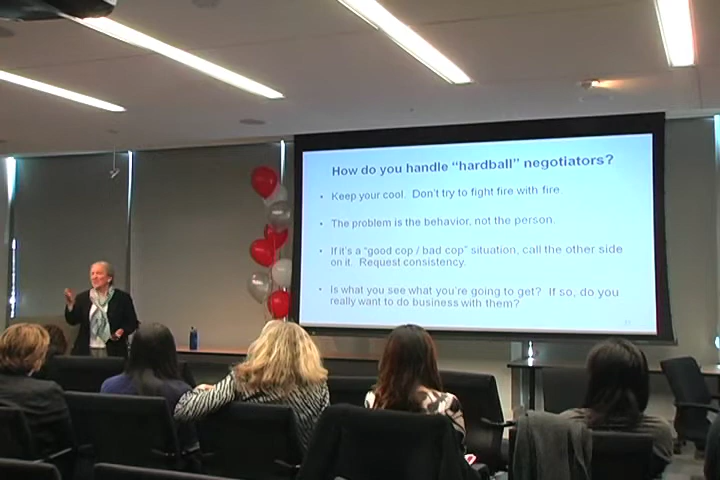 How do you handle "hardball" negotiators?
• Keep your cool. Don't try to fight fire with fire.
• The problem is the behavior, not the person.
• If it's a "good cop / bad cop" situation, call the other side
on it. Request consistency.
• Is what you see what you're going to get? If so, do you
really want to do business with them?